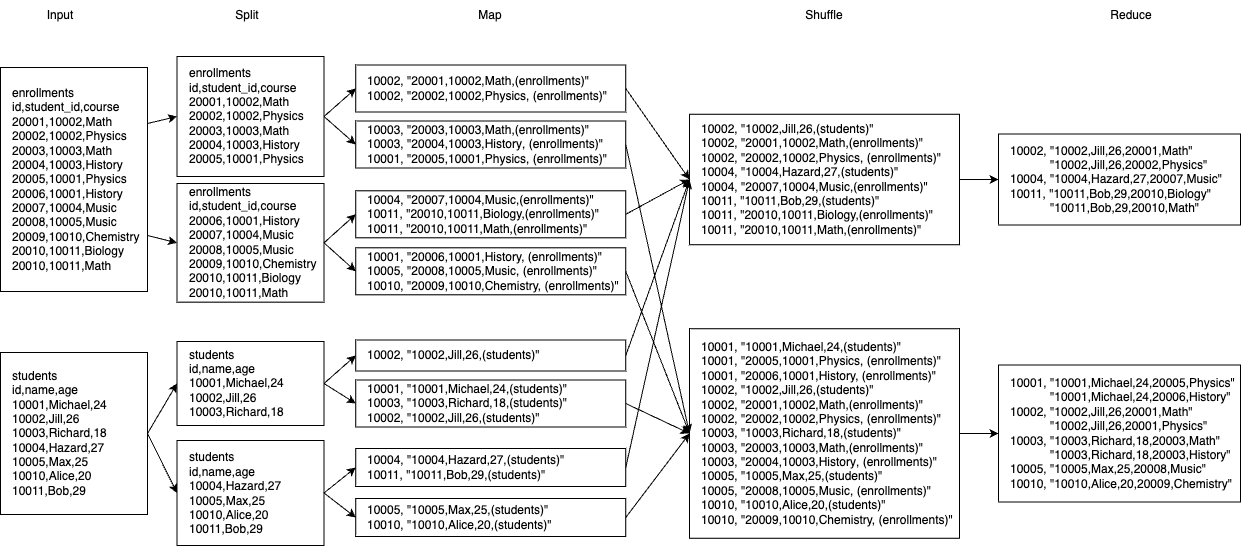 Input
Split
Map
Shuffle
Reduce
enrollments
id,student_id,course
20001,10002,Math
20002,10002,Physics
20003,10003,Math
20004,10003,History
20005,10001,Physics
20006,10001,History
20007,10004,Music
20008,10005,Music
20009,10010,Chemistry
20010,10011,Biology
20010,10011,Math
students
id,name,age
10001,Michael,24
10002,Jill,26
10003,Richard,18
10004,Hazard,27
10005,Max,25
10010,Alice,20
10011,Bob,29
enrollments
id,student_id,course
20001,10002,Math
20002,10002,Physics
20003,10003,Math
20004,10003,History
20005,10001,Physics
enrollments
id,student_id,course
20006,10001,History
20007,10004,Music
20008,10005,Music
20009,10010,Chemistry
20010,10011,Biology
20010,10011,Math
students
id,name,age
10001,Michael,24
10002,Jill,26
10003,Richard,18
students
id,name,age
10004,Hazard,27
10005,Max,25
10010,Alice,20
10011,Bob,29
10002, "20001,10002,Math,(enrollments)"
10002, "20002,10002,Physics, (enrollments)"
10003, "20003,10003,Math,(enrollments)"
10003, "20004,10003,History, (enrollments)"
10001, "20005,10001,Physics, (enrollments)"
10004, "20007,10004,Music,(enrollments)"
10011, "20010,10011,Biology,(enrollments)"
10011, "20010,10011,Math,(enrollments)"
10001, "20006,10001,History, (enrollments)"
10005, "20008,10005,Music, (enrollments)"
10010, "20009,10010,Chemistry, (enrollments)"
10002, "10002,Jill,26,(students)"
10001, "10001,Michael,24,(students)"
10003, "10003,Richard,18,(students)"
10002, "10002,Jill,26,(students)"
10004, "10004,Hazard,27,(students)"
10011, "10011,Bob,29,(students)"
10005, "10005,Max,25,(students)"
10010, "10010,Alice,20,(students)"
10002, "10002,Jill,26,(students)"
10002, "20001,10002,Math,(enrollments)"
10002, "20002,10002,Physics, (enrollments)"
10004, "10004,Hazard,27,(students)"
10004, "20007,10004,Music,(enrollments)"
10011, "10011,Bob,29,(students)"
10011, "20010,10011,Biology,(enrollments)"
10011, "20010,10011,Math,(enrollments)"
10001, "10001,Michael,24,(students)"
10001, "20005,10001,Physics, (enrollments)"
10001, "20006,10001,History, (enrollments)"
10002, "10002,Jill,26,(students)"
10002, "20001,10002,Math,(enrollments)"
10002, "20002,10002,Physics, (enrollments)"
10003, "10003,Richard,18,(students)"
10003, "20003,10003,Math,(enrollments)"
10003, "20004,10003,History, (enrollments)"
10005, "10005,Max,25,(students)"
10005, "20008,10005,Music, (enrollments)"
10010, "10010,Alice,20,(students)"
10010, "20009,10010,Chemistry, (enrollments)"
10002, "10002,Jill,26,20001,Math"
"10002,Jill,26,20002,Physics"
10004, "10004,Hazard,27,20007,Music"
10011, "10011,Bob,29,20010,Biology"
"10011,Bob,29,20010,Math"
10001, "10001,Michael,24,20005,Physics"
"10001,Michael,24,20006,History"
10002, "10002,Jill,26,20001,Math"
"10002,Jill,26,20001,Physics"
10003, "10003,Richard,18,20003,Math"
"10003,Richard,18,20003,History"
10005, "10005,Max,25,20008,Music"
10010, "10010,Alice,20,20009,Chemistry"